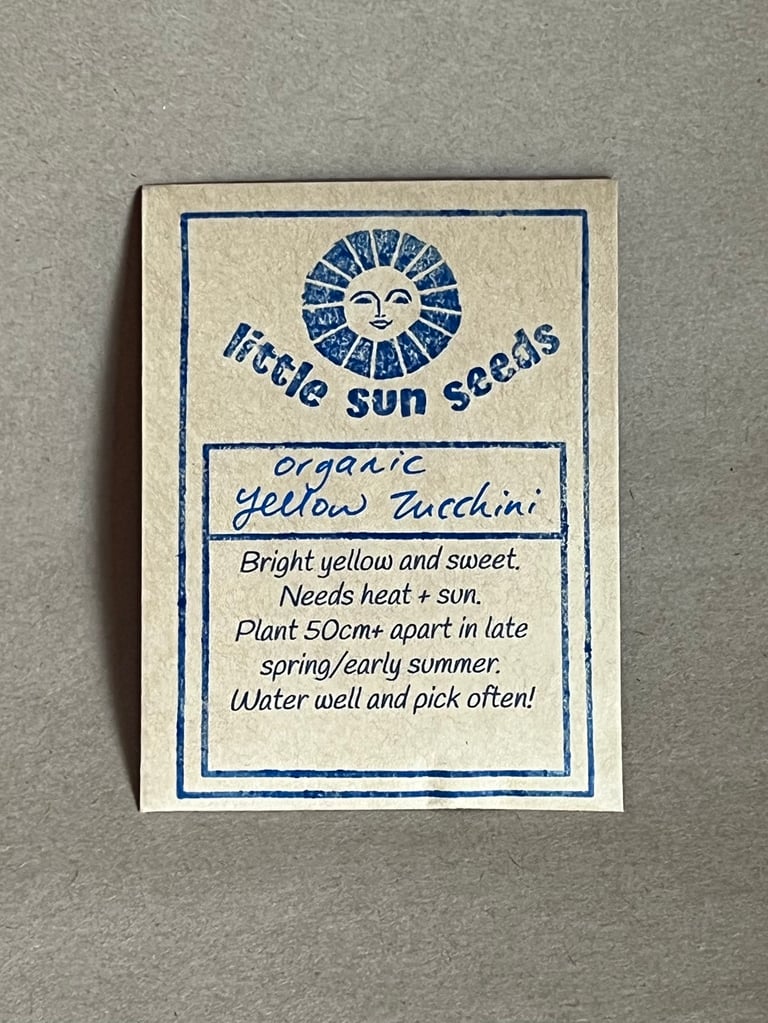 little sun seeds
organic
yellow zucchini
Bright yellow and sweet.
Needs heat + sun.
Plant 50cm+ apart in late
spring/early summer.
Water well and pick often!